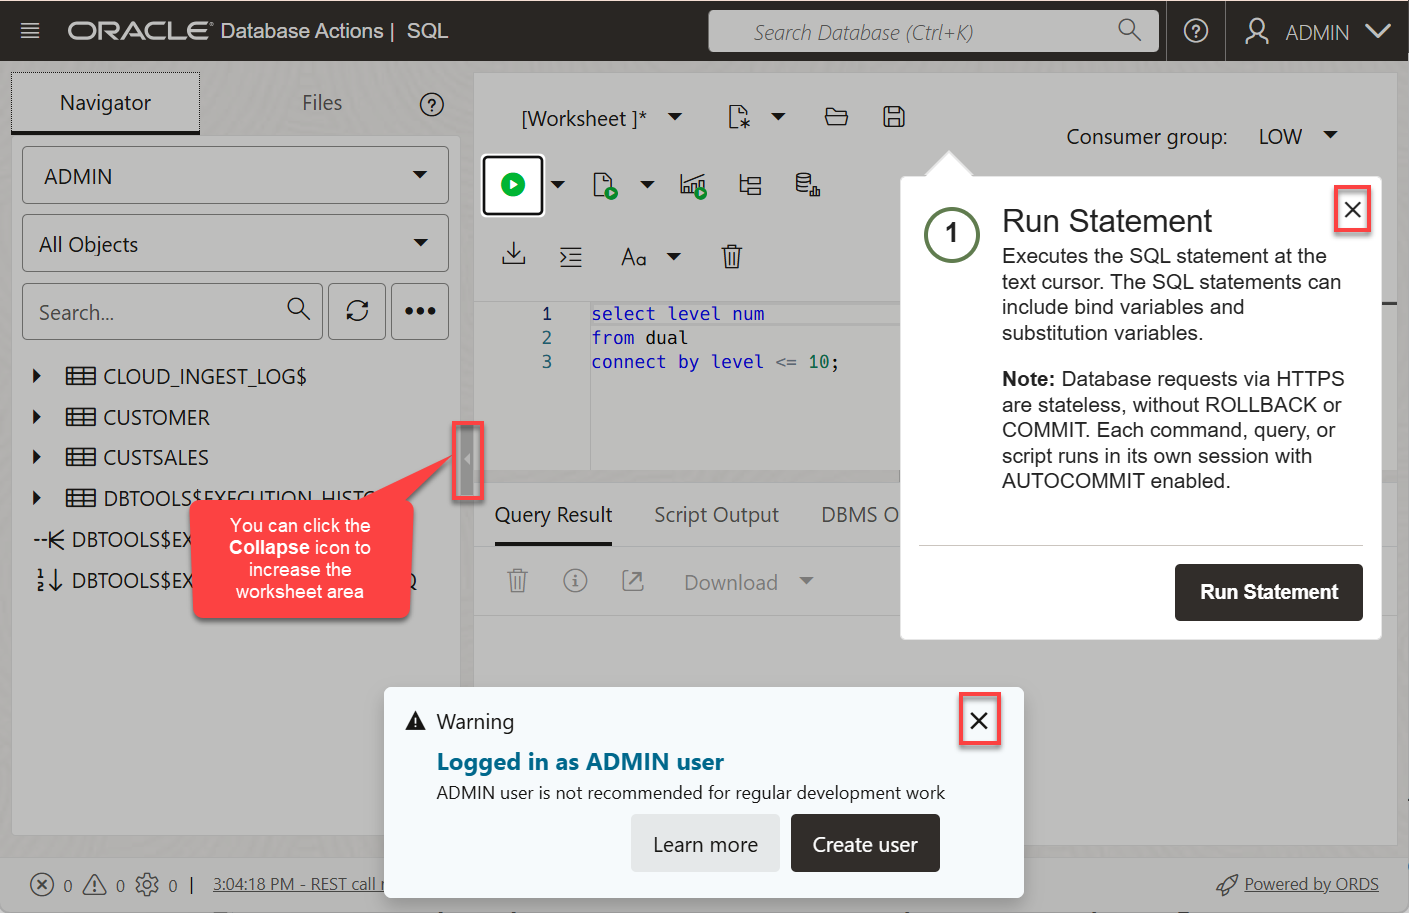 ORACLE Database Actions | SQL
Search Database (Ctrl+K)
ADMIN
Navigator
Files
[Worksheet ]*
Consumer group: LOW
ADMIN
All Objects
Search...
Aa
CLOUD_INGEST_LOG$
CUSTOMER
CUSTSALES
DBTOOLS$EXECUTION_HISTO
DBTOOLS$EX
DBTOOLS$EX
Q
You can click the
Collapse icon to
increase the
worksheet area
1 select level num
2 from dual
3 connect by level <= 10;
Query Result
Script Output
DBMS O
Download
1
Run Statement
Executes the SQL statement at the
text cursor. The SQL statements can
include bind variables and
substitution variables.
Note: Database requests via HTTPS
are stateless, without ROLLBACK or
COMMIT. Each command, query, or
script runs in its own session with
AUTOCOMMIT enabled.
Run Statement
Warning
Logged in as ADMIN user
ADMIN user is not recommended for regular development work
Learn more
Create user
0 0 0 | 3:04:18 PM - REST call
Powered by ORDS